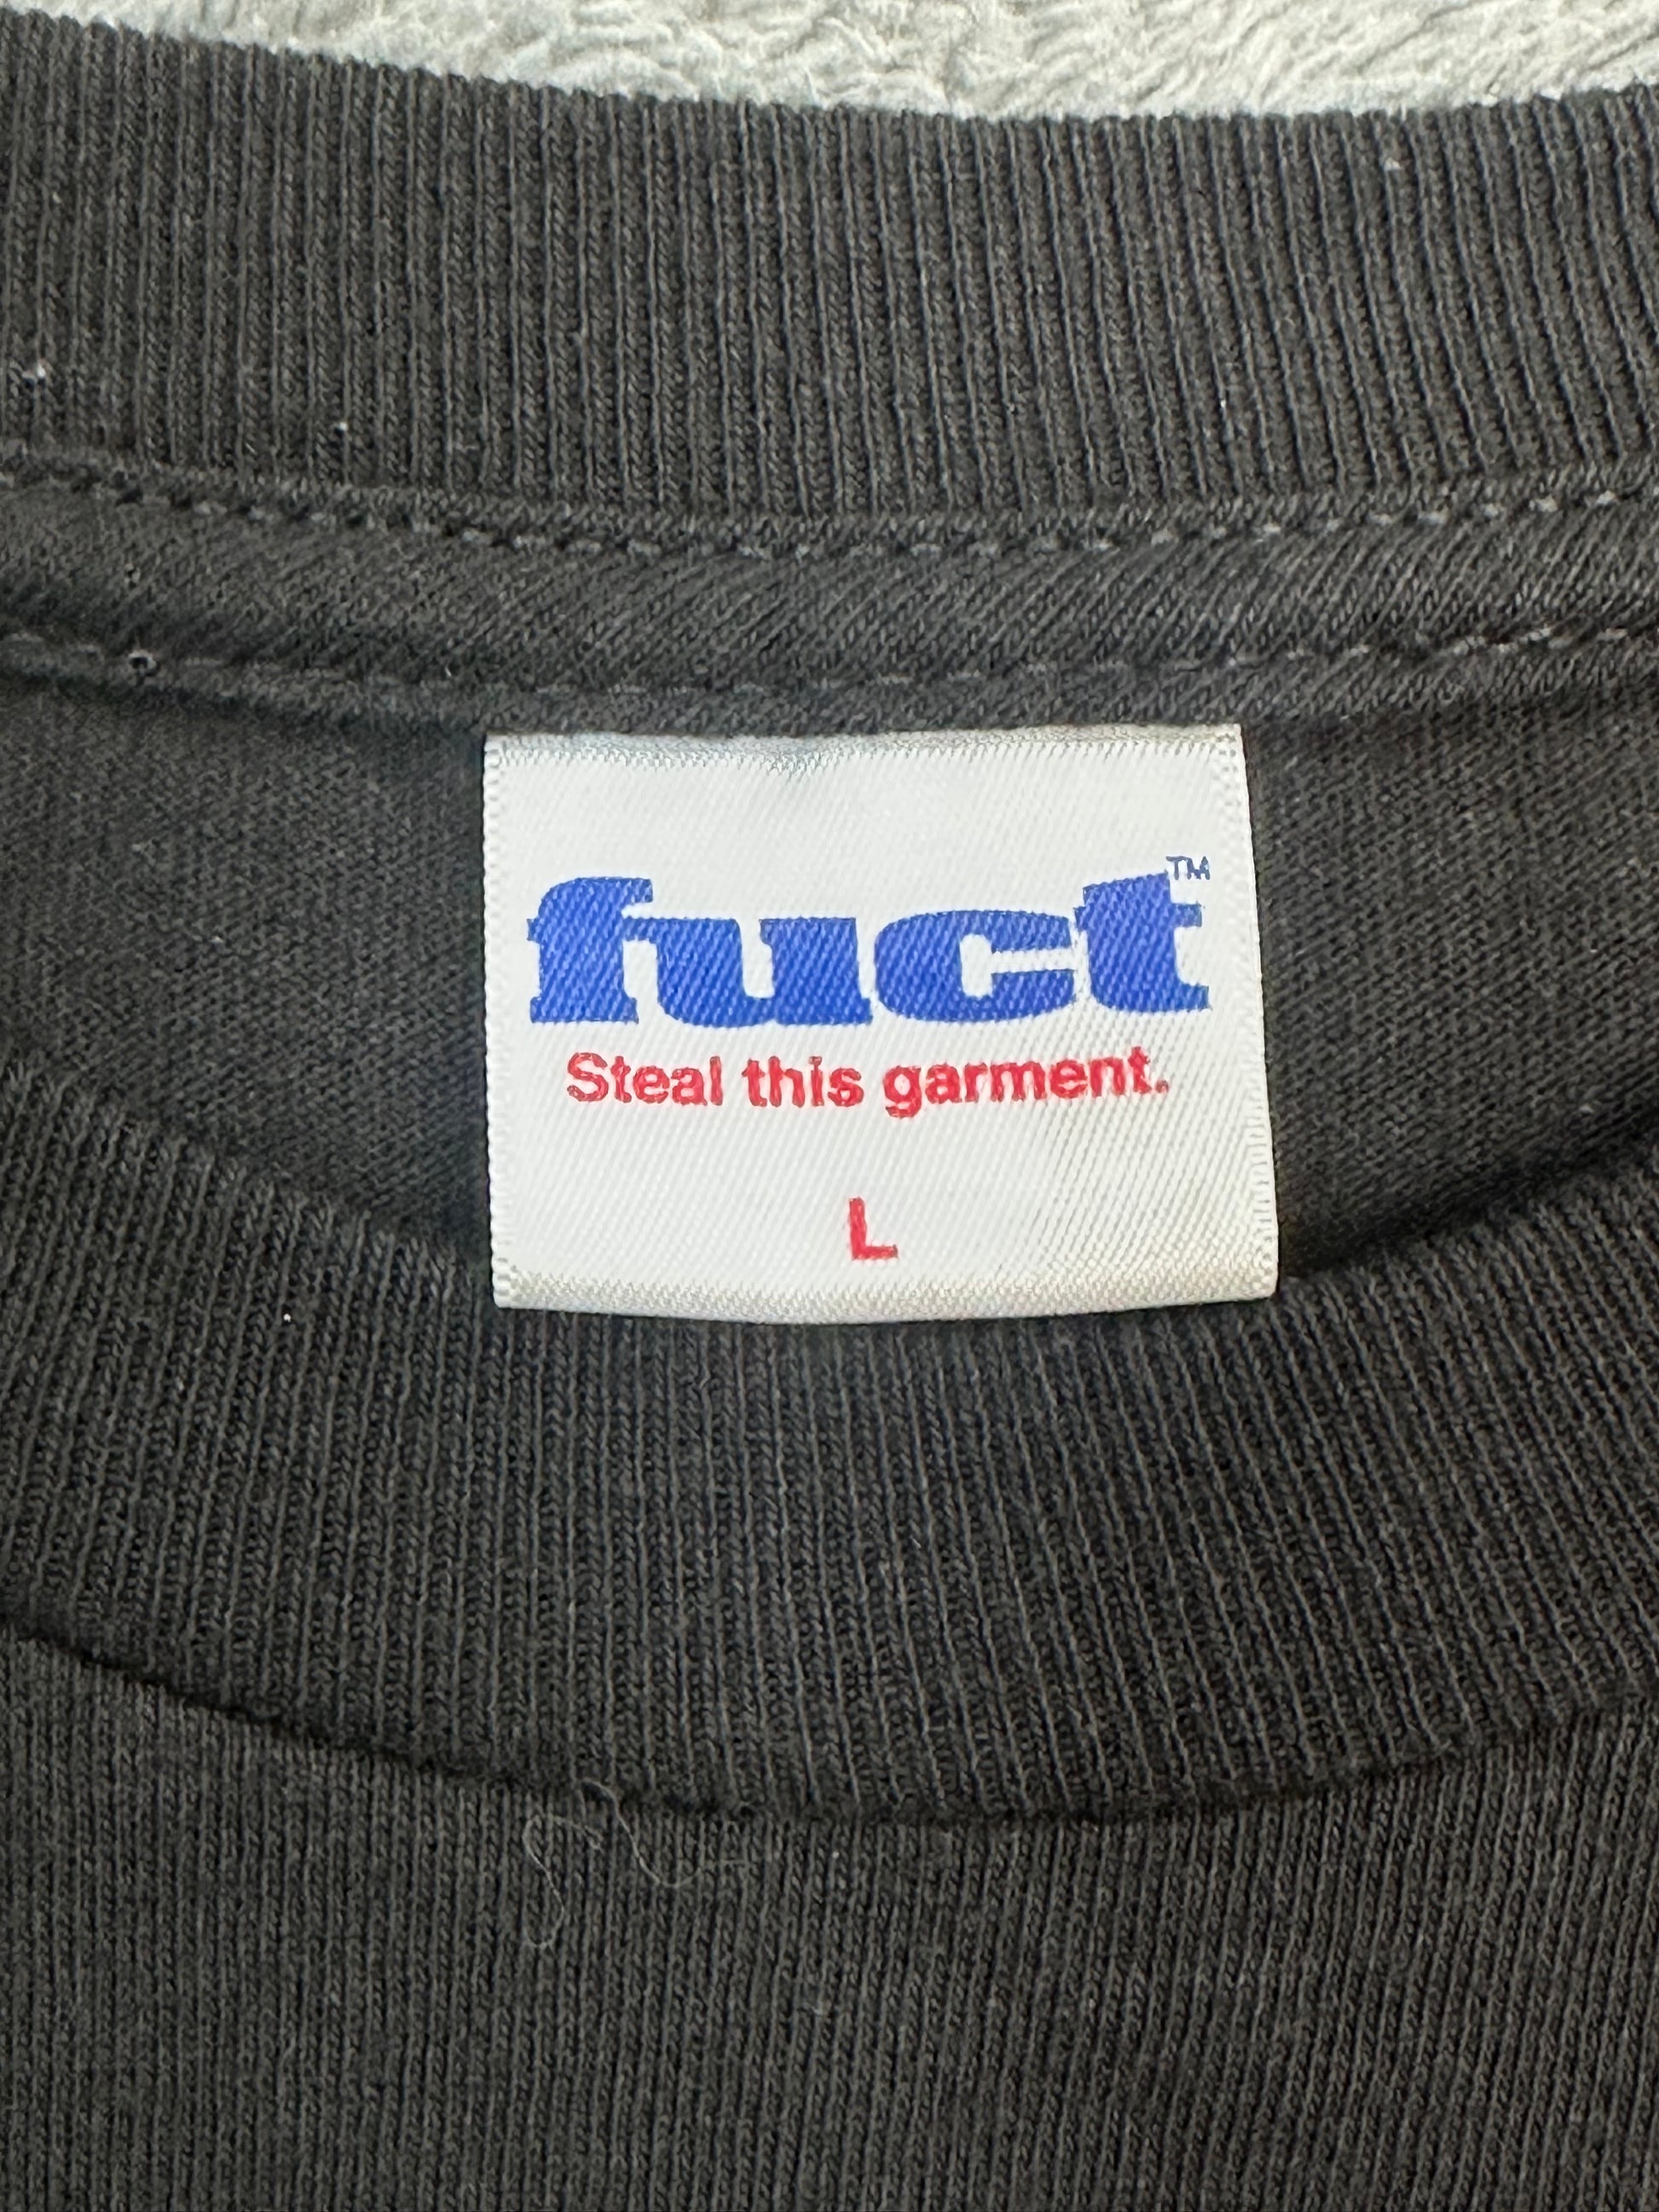 fuct™
Steal this garment.
L